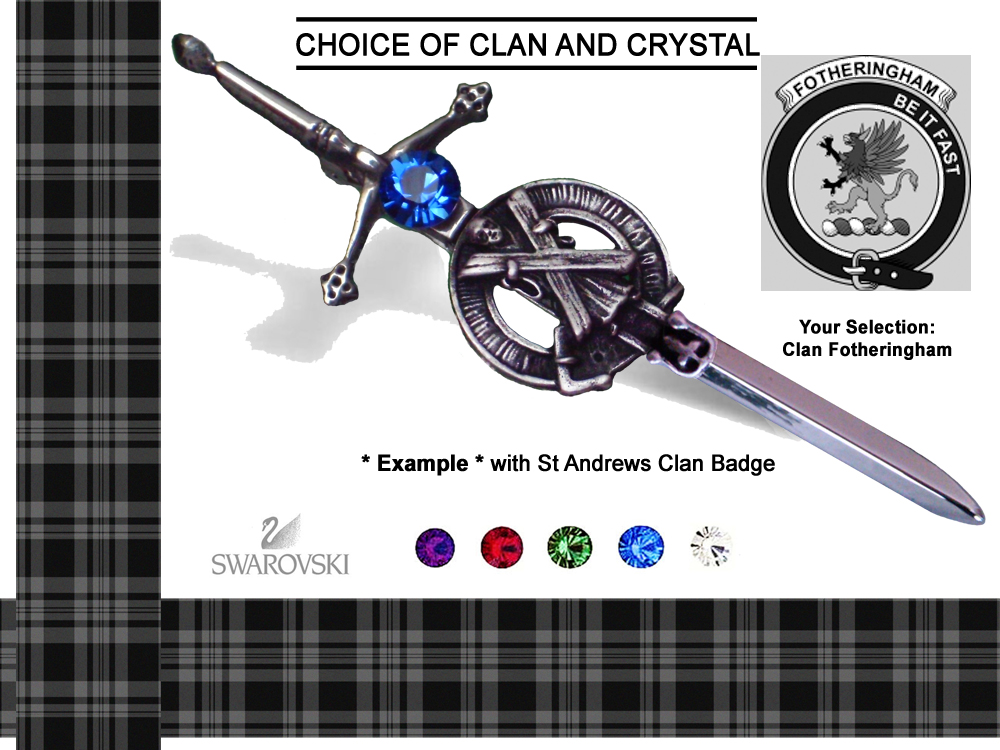 CHOICE OF CLAN AND CRYSTAL
FOTHERINGHAM
BE IT FAST
Your Selection:
Clan Fotheringham
* Example * with St Andrews Clan Badge
SWAROVSKI